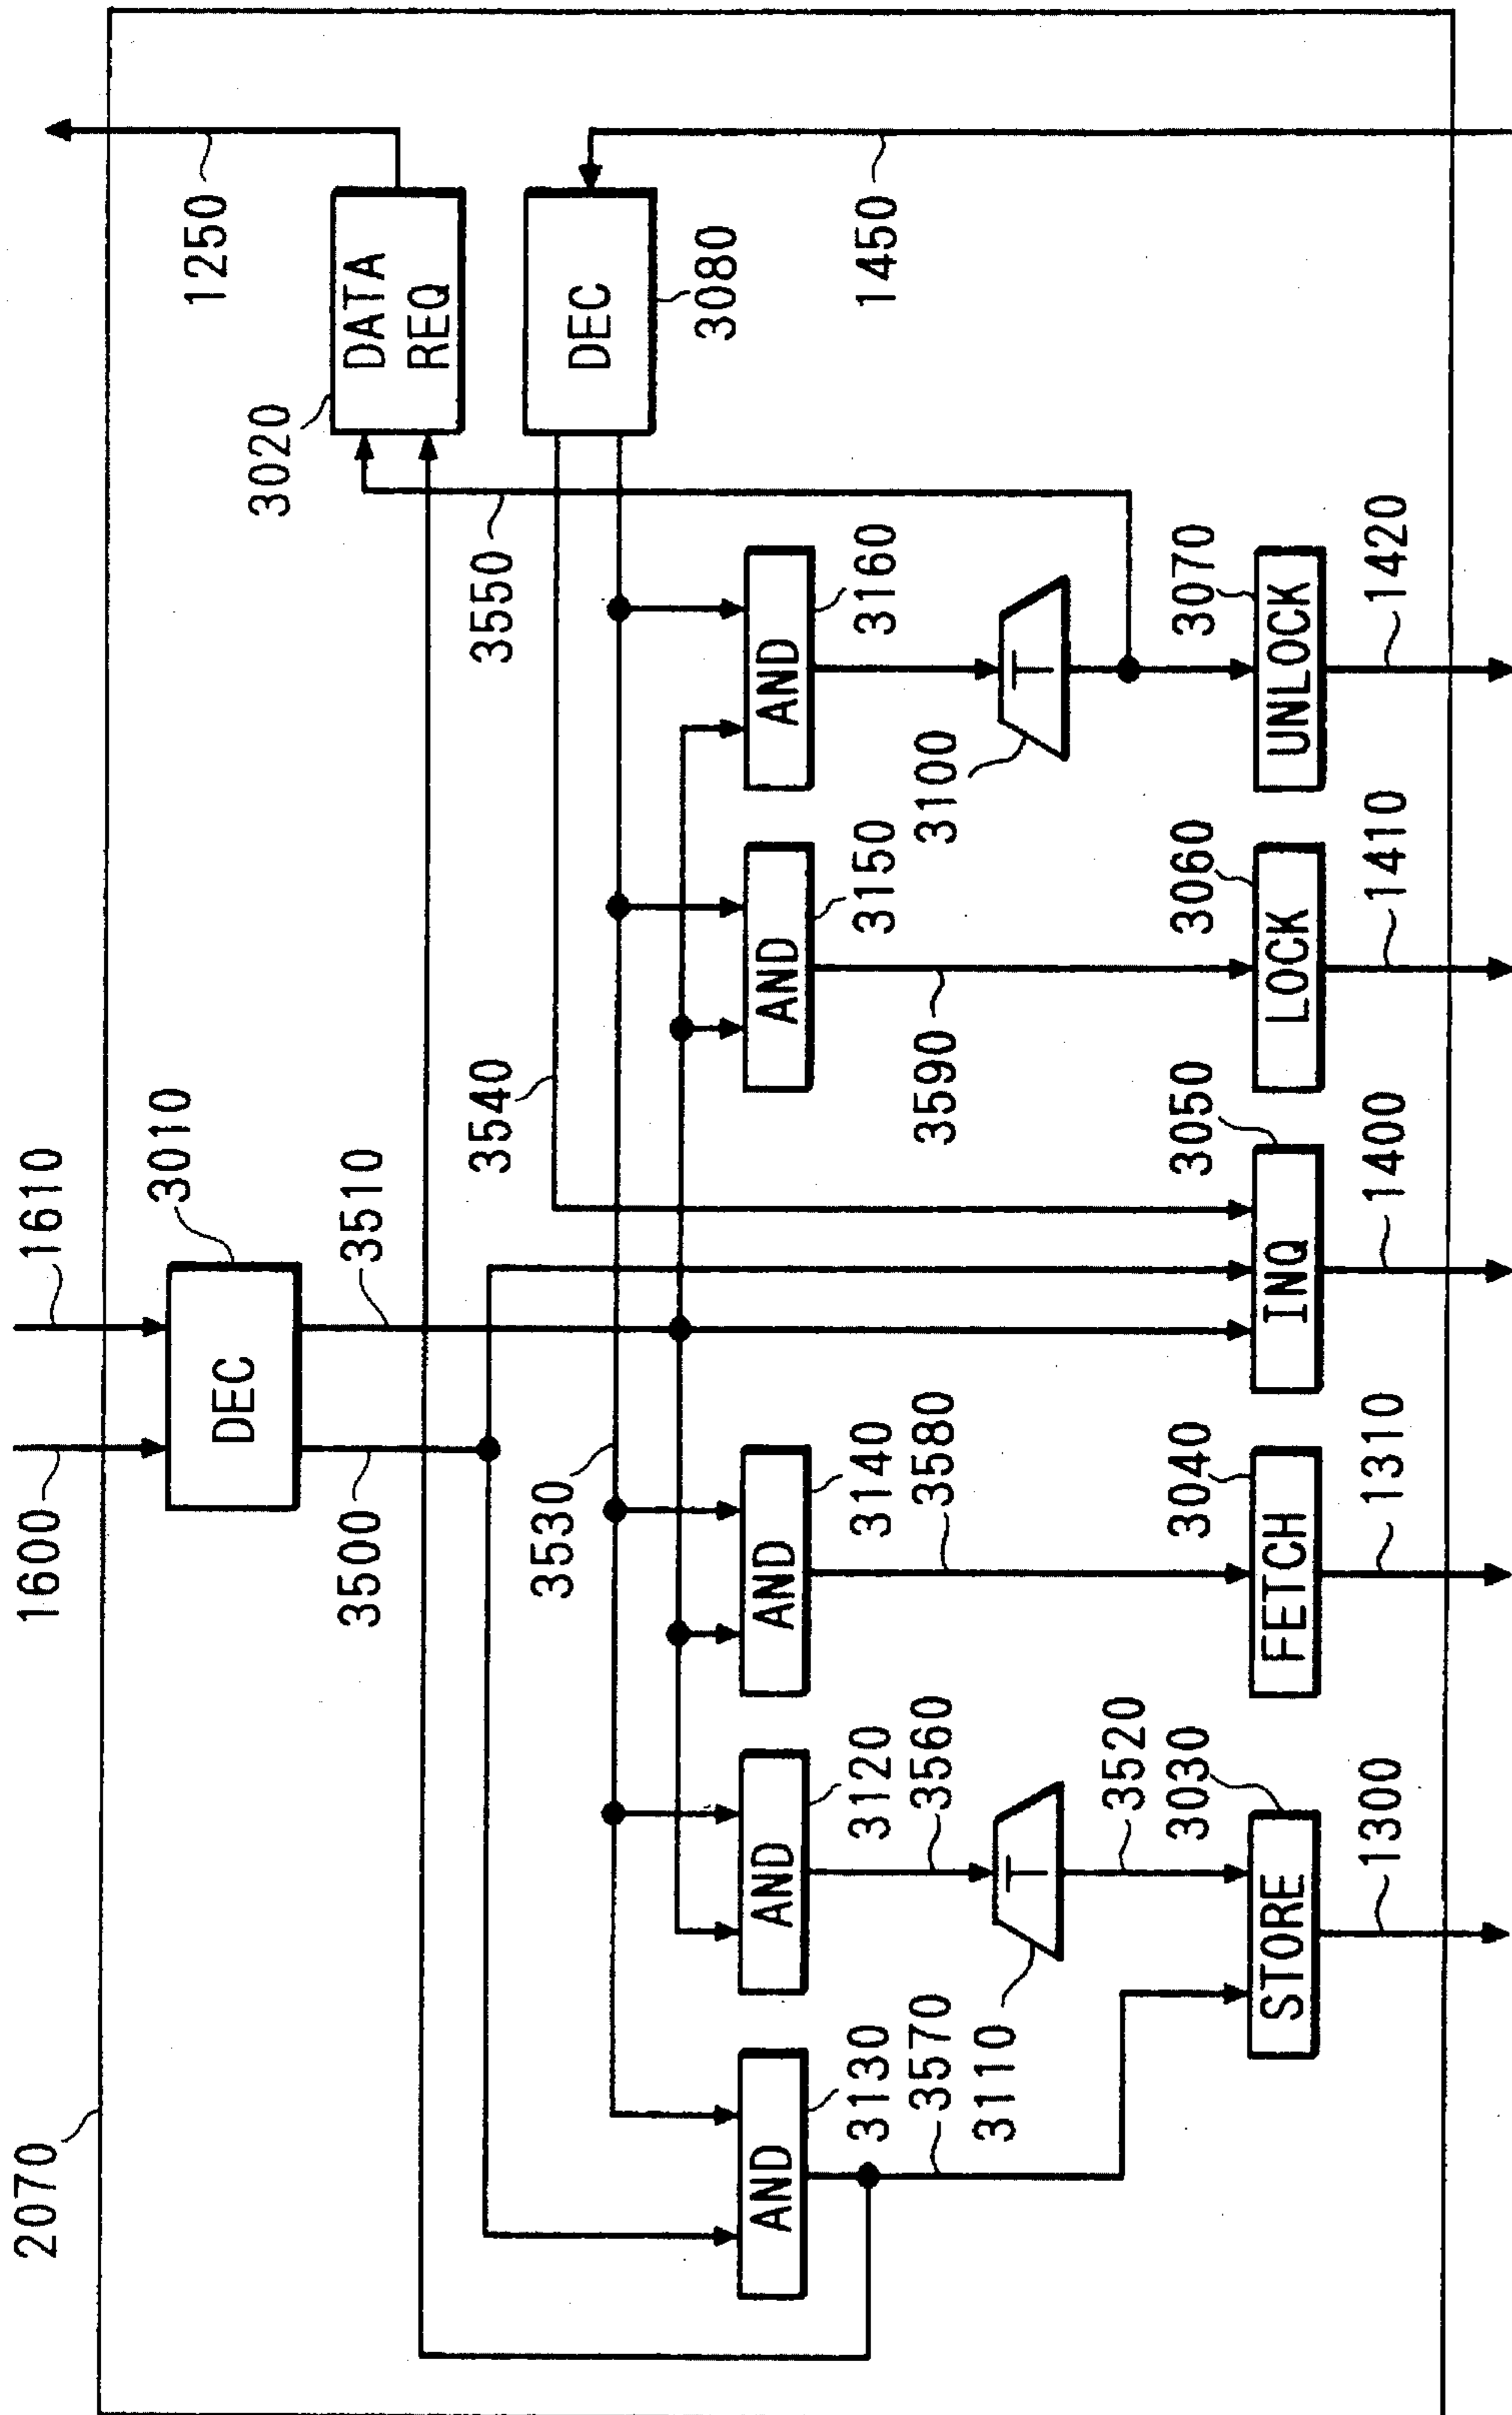 2070
1600
1610
1250
DEC
3010
3500
3510
3020
DATA
REQ
DEC
3080
1450
3530
3540
3550
AND
3130
AND
3120
AND
3140
AND
3150
AND
3160
3570
3560
3580
3590
3110
T
3100
T
3520
3030
STORE
3040
FETCH
3050
INQ
3060
LOCK
3070
UNLOCK
1300
1310
1400
1410
1420